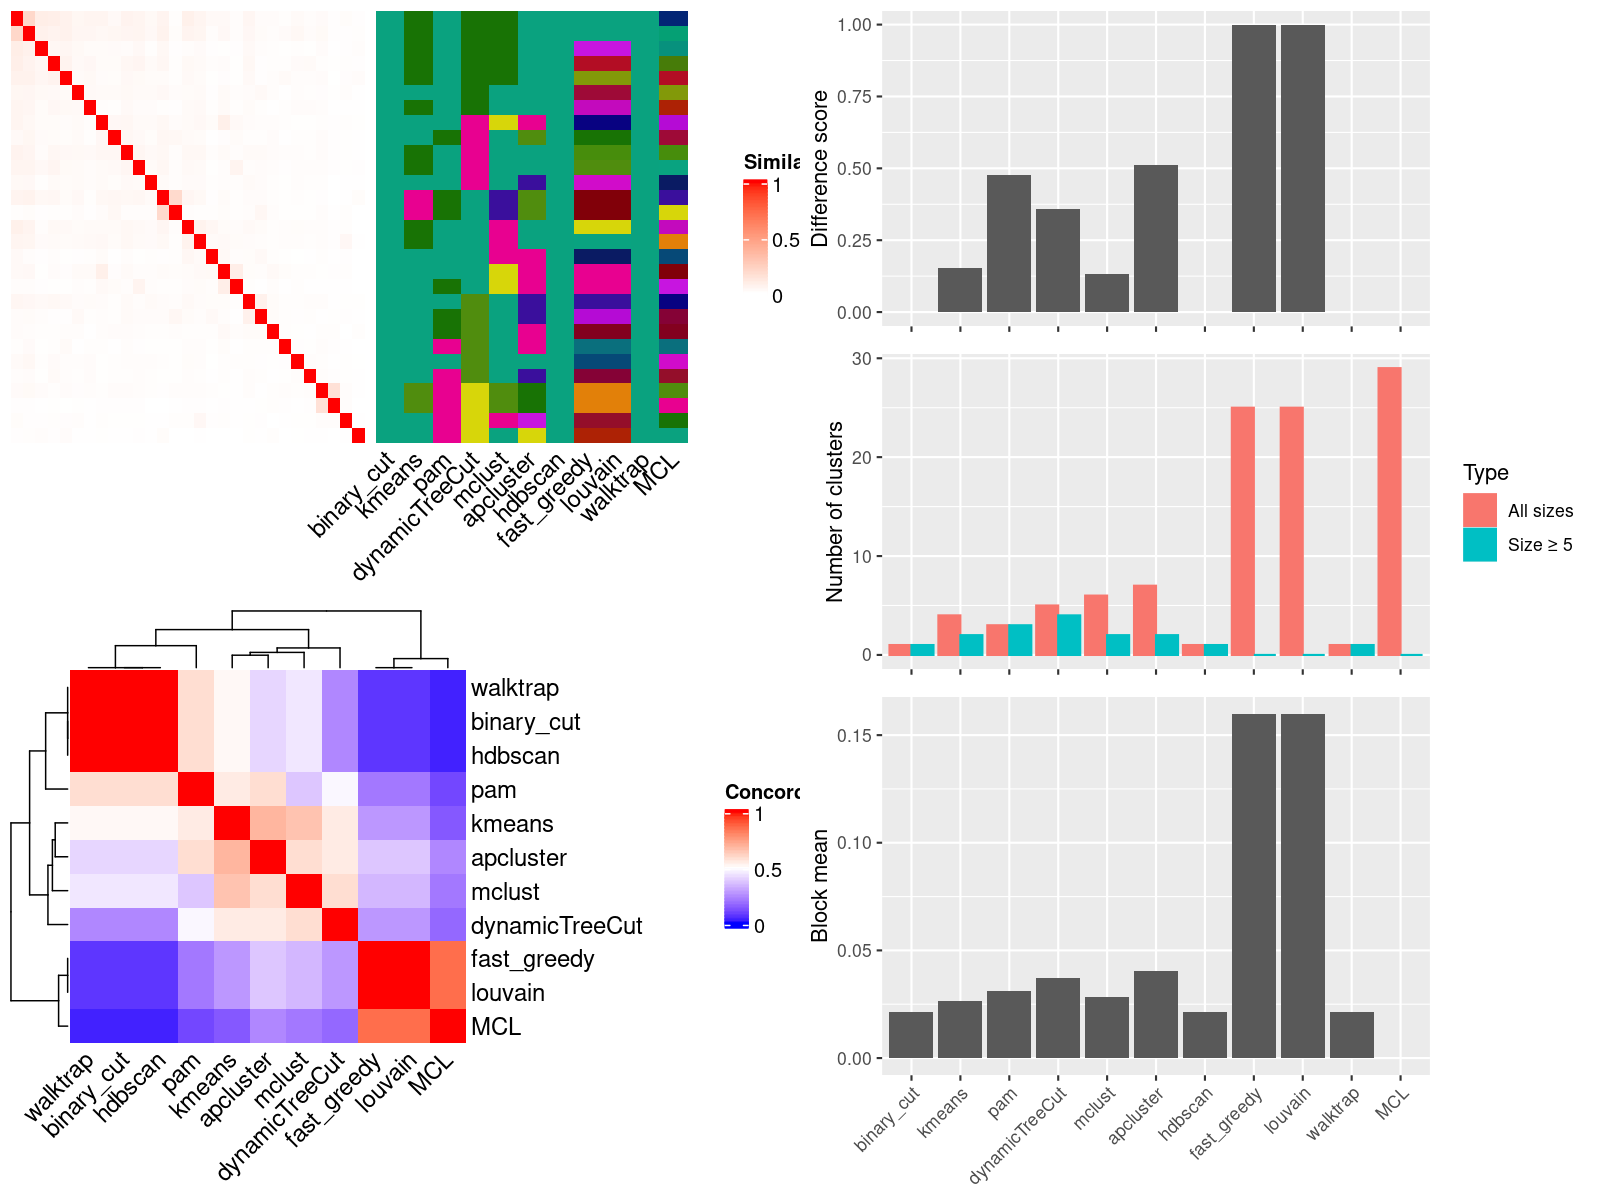 Simila
1
0.5
0
binary_cut
kmeans
pam
dynamicTreeCut
mclust
apcluster
hdbscan
fast_greedy
louvain
walktrap
MCL
walktrap
binary_cut
hdbscan
pam
kmeans
apcluster
mclust
dynamicTreeCut
fast_greedy
louvain
MCL
Concord
1
0.5
0
walktrap
binary_cut
hdbscan
pam
kmeans
apcluster
mclust
dynamicTreeCut
fast_greedy
louvain
MCL
Difference score
1.00
0.75
0.50
0.25
0.00
Number of clusters
30
20
10
0
Type
All sizes
Size ≥ 5
Block mean
0.15
0.10
0.05
0.00
binary_cut
kmeans
pam
dynamicTreeCut
mclust
apcluster
hdbscan
fast_greedy
louvain
walktrap
MCL